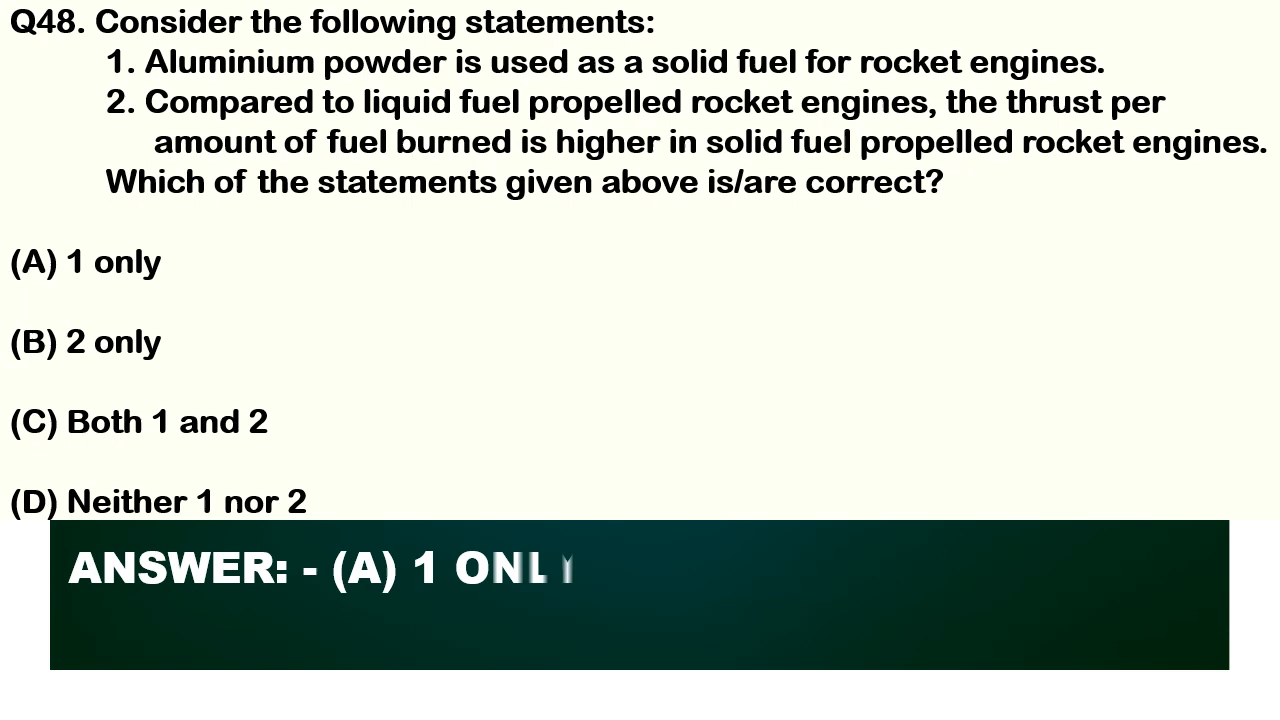 Q48. Consider the following statements:
1. Aluminium powder is used as a solid fuel for rocket engines.
2. Compared to liquid fuel propelled rocket engines, the thrust per
amount of fuel burned is higher in solid fuel propelled rocket engines.
Which of the statements given above is/are correct?
(A) 1 only
(B) 2 only
(C) Both 1 and 2
(D) Neither 1 nor 2
ANSWER: - (A) 1 ONLY